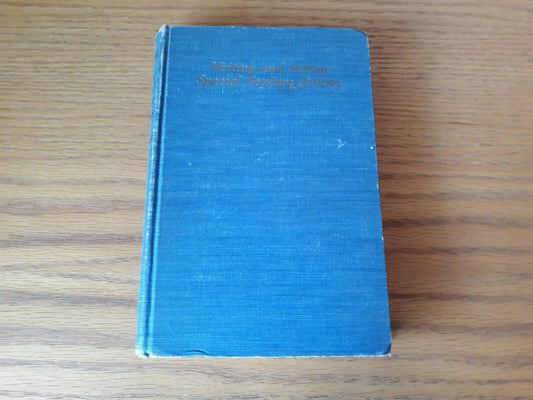 Writing and Selling
Special Feature Articles